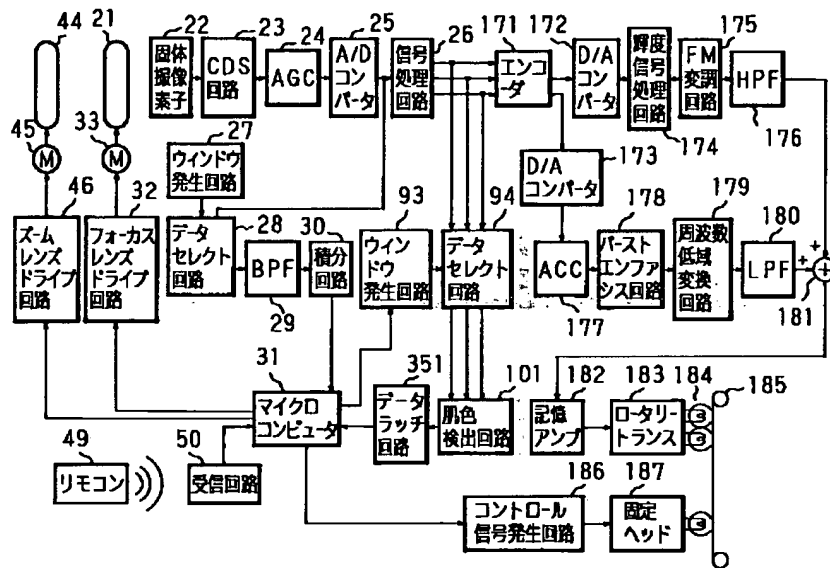 44
21
22
23
24
25
26
171
172
175
固体
撮像
素子
CDS
回路
AGC
A/D
コンバータ
信号
処理
回路
エンコ
ーダ
D/A
コン
バータ
輝度
信号
処理
回路
FM
変調
回路
HPF
174
176
45
M
33
M
27
ウィンドウ
発生回路
173
D/A
コンバータ
46
32
28
30
93
94
178
179
180
ズーム
レンズ
ドライブ
回路
フォーカス
レンズ
ドライブ
回路
データ
セレクト
回路
BPF
29
積分
回路
ウィン
ドウ
発生回路
データ
セレクト
回路
ACC
177
バースト
エンファ
シス回路
周波数
低域
変換
回路
LPF
+
+
+
181
31
351
101
182
183
184
185
マイクロ
コンピュータ
データ
ラッチ
回路
肌色
検出回路
記憶
アンプ
ロータリー
トランス
49
50
リモコン
受信回路
186
187
コントロール
信号発生回路
固定
ヘッド